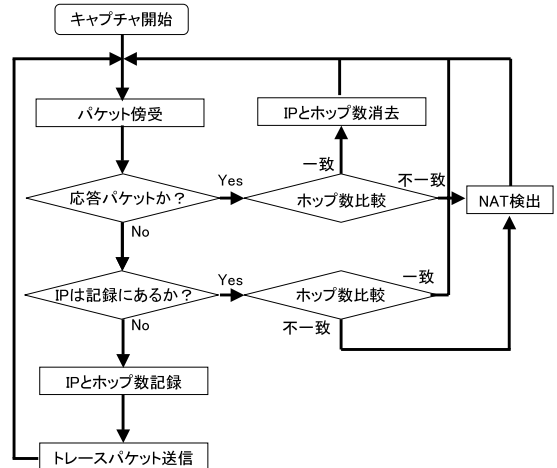 キャプチャ開始
パケット傍受
IPとホップ数消去
一致
不一致
応答パケットか？
Yes
ホップ数比較
NAT検出
No
IPは記録にあるか？
Yes
ホップ数比較
一致
不一致
No
IPとホップ数記録
トレースパケット送信